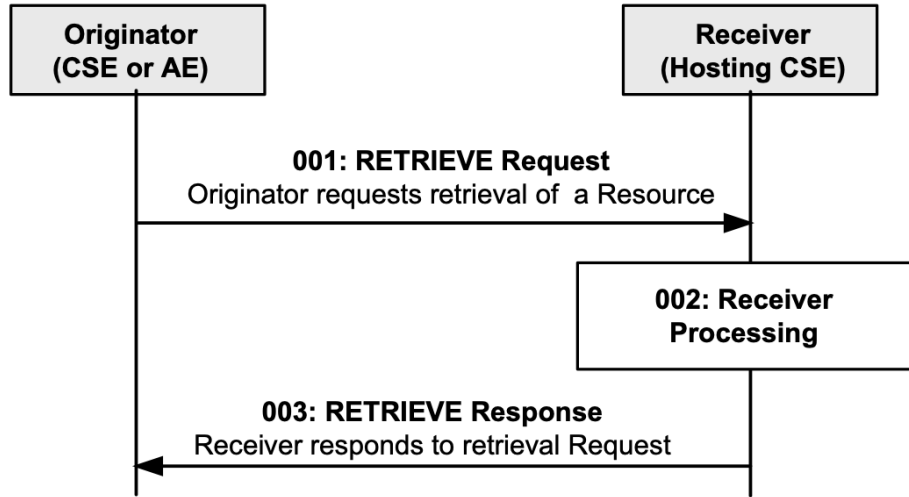 Originator
(CSE or AE)
Receiver
(Hosting CSE)
001: RETRIEVE Request
Originator requests retrieval of a Resource
002: Receiver
Processing
003: RETRIEVE Response
Receiver responds to retrieval Request